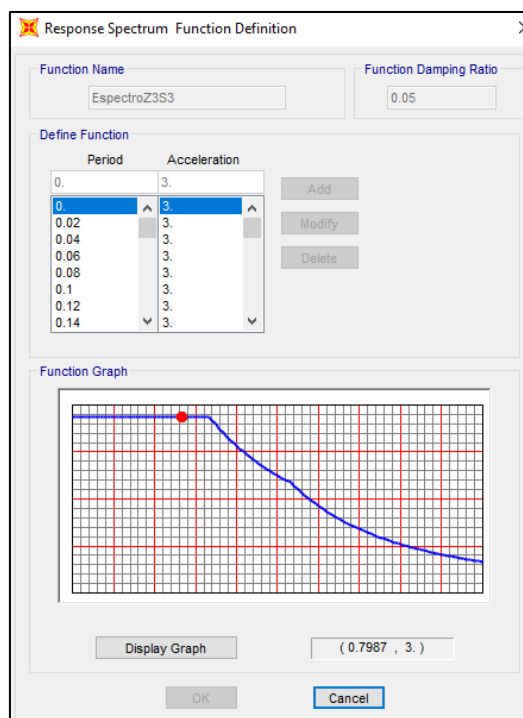 Response Spectrum Function Definition
Function Name
EspectroZ3S3
Function Damping Ratio
0.05
Define Function
Period Acceleration
0. 3.
0. 3.
0.02 3.
0.04 3.
0.06 3.
0.08 3.
0.1 3.
0.12 3.
0.14 3.
Add
Modify
Delete
Function Graph
Display Graph
( 0.7987 , 3. )
OK
Cancel